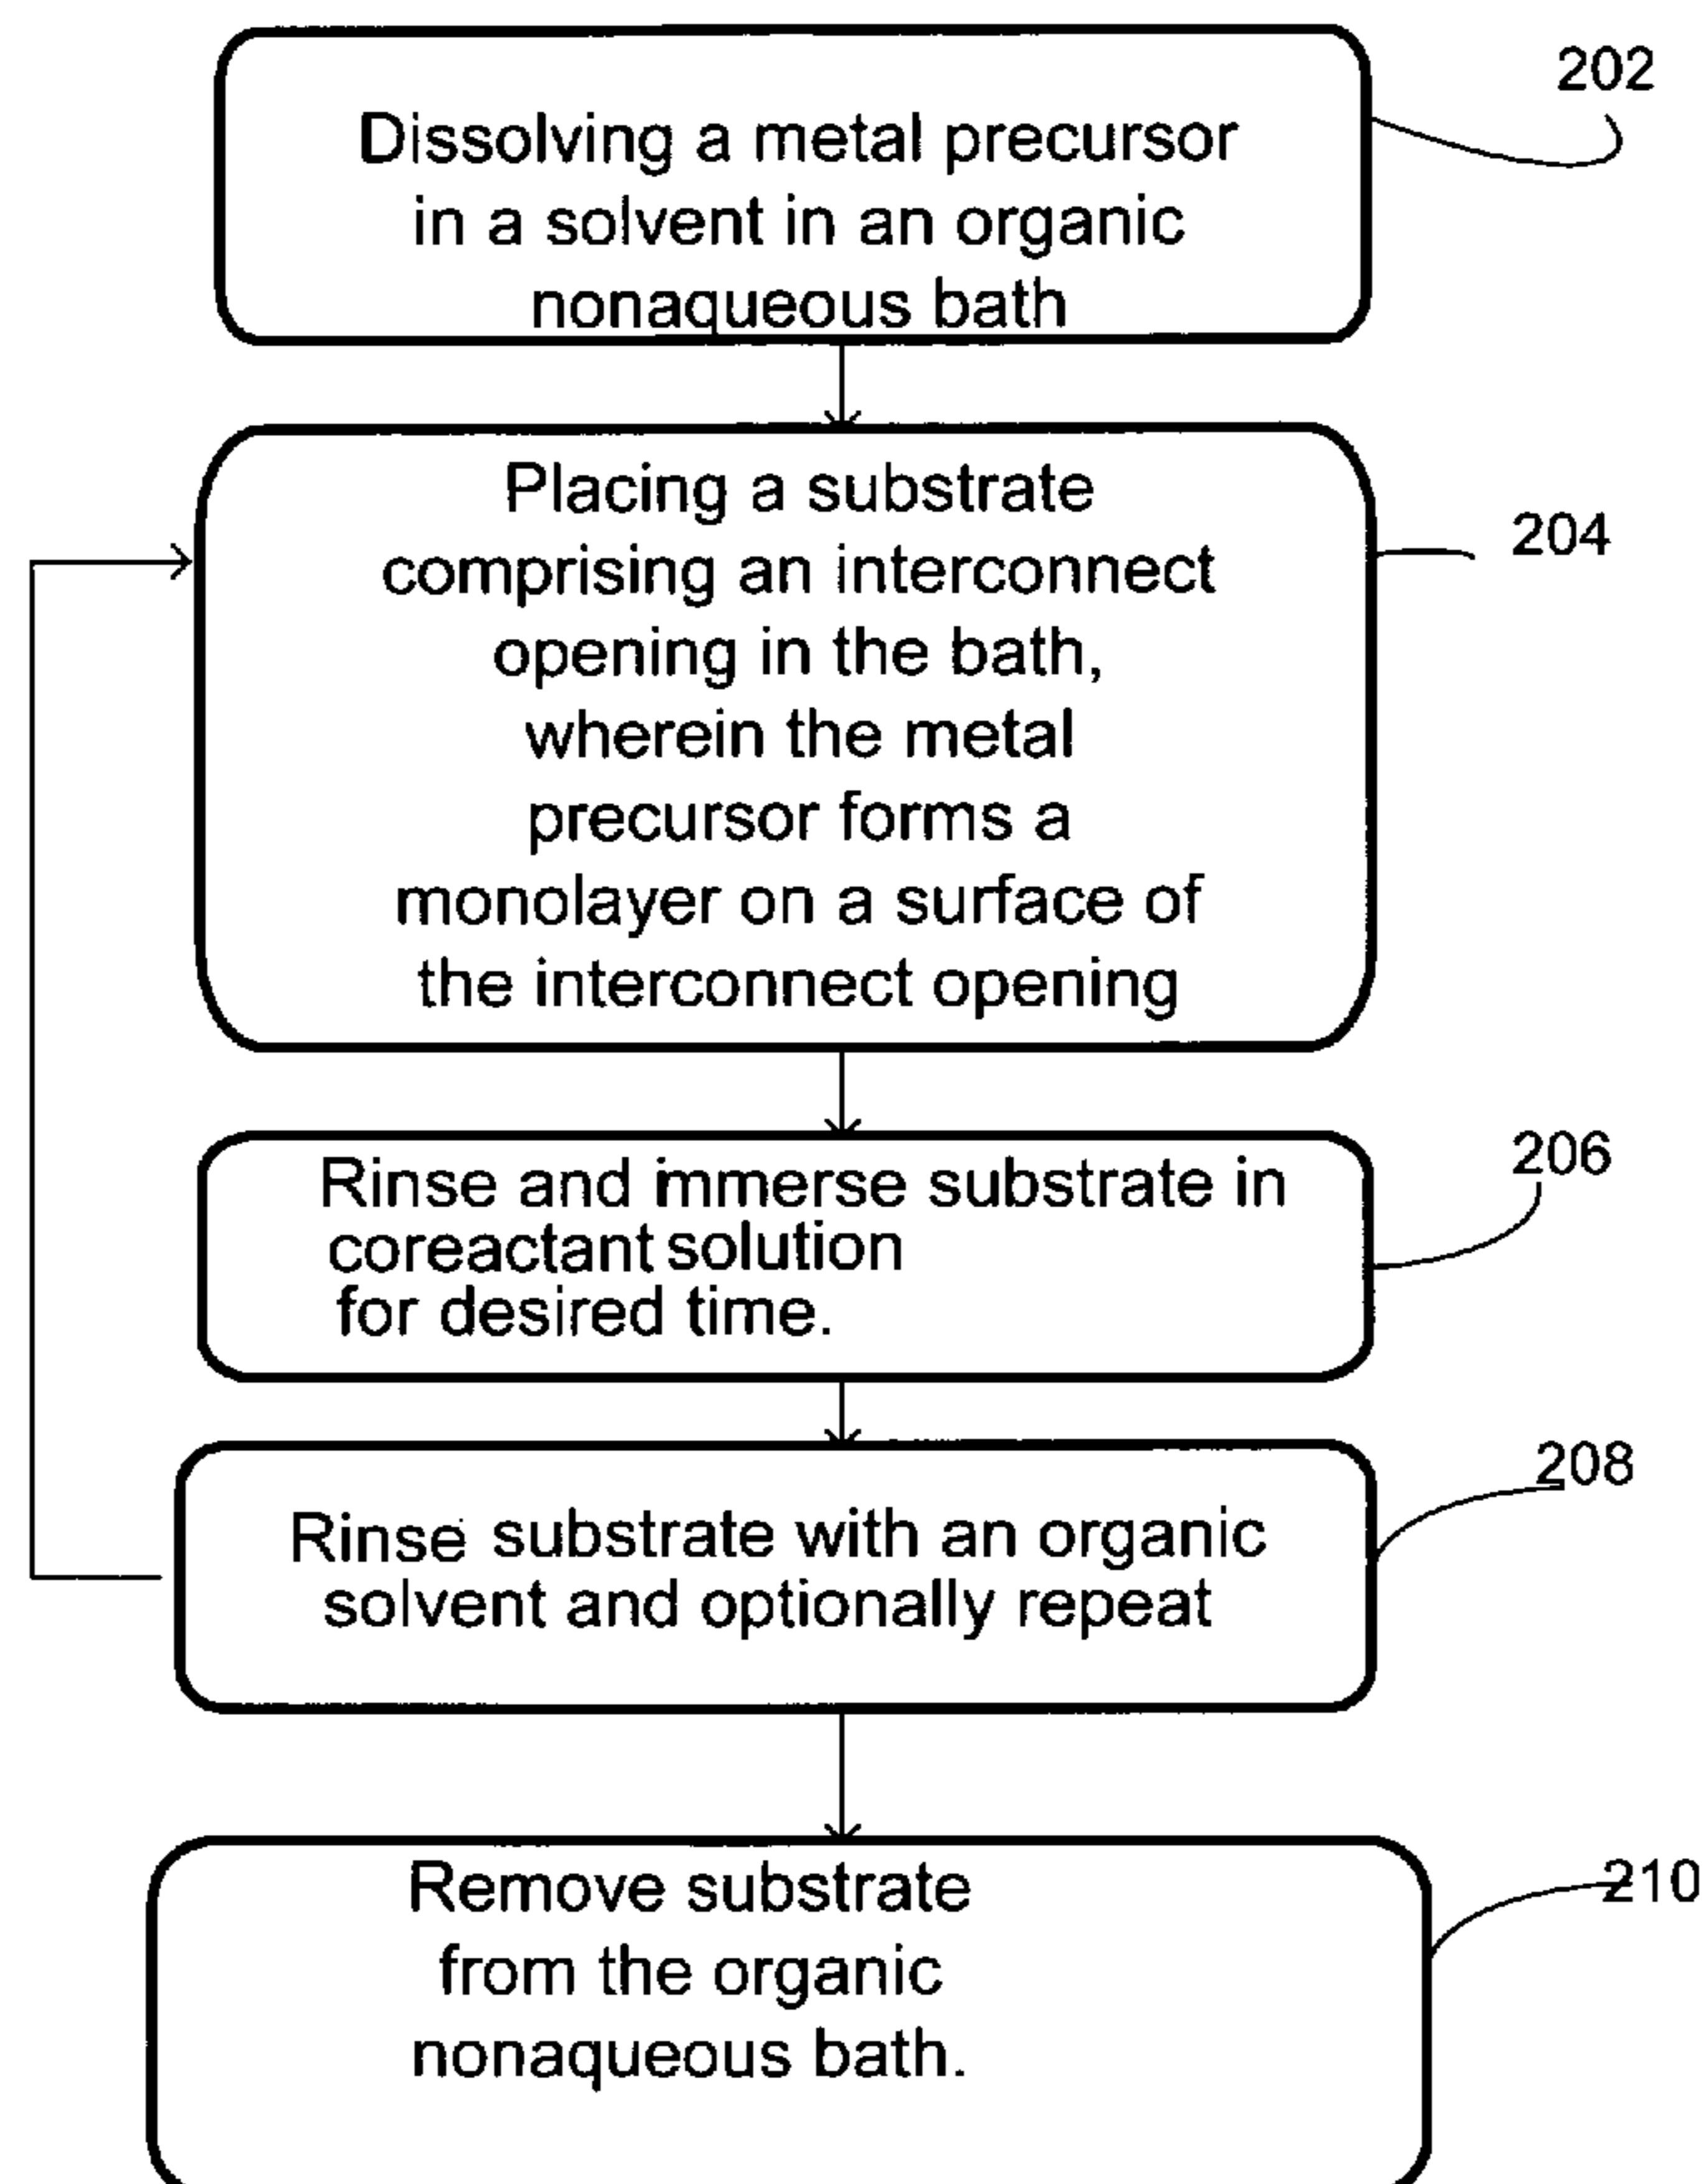 Dissolving a metal precursor
in a solvent in an organic
nonaqueous bath
202
Placing a substrate
comprising an interconnect
opening in the bath,
wherein the metal
precursor forms a
monolayer on a surface of
the interconnect opening
204
Rinse and immerse substrate in
coreactant solution
for desired time.
206
Rinse substrate with an organic
solvent and optionally repeat
208
Remove substrate
from the organic
nonaqueous bath.
210